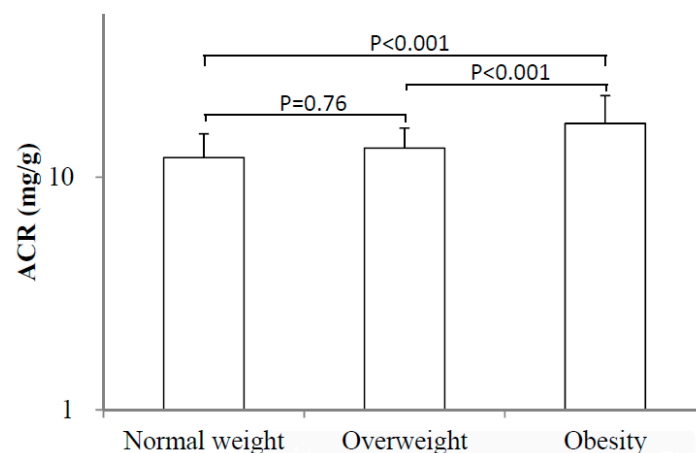 P<0.001
P<0.001
P=0.76
ACR (mg/g)
10
1
Normal weight
Overweight
Obesity